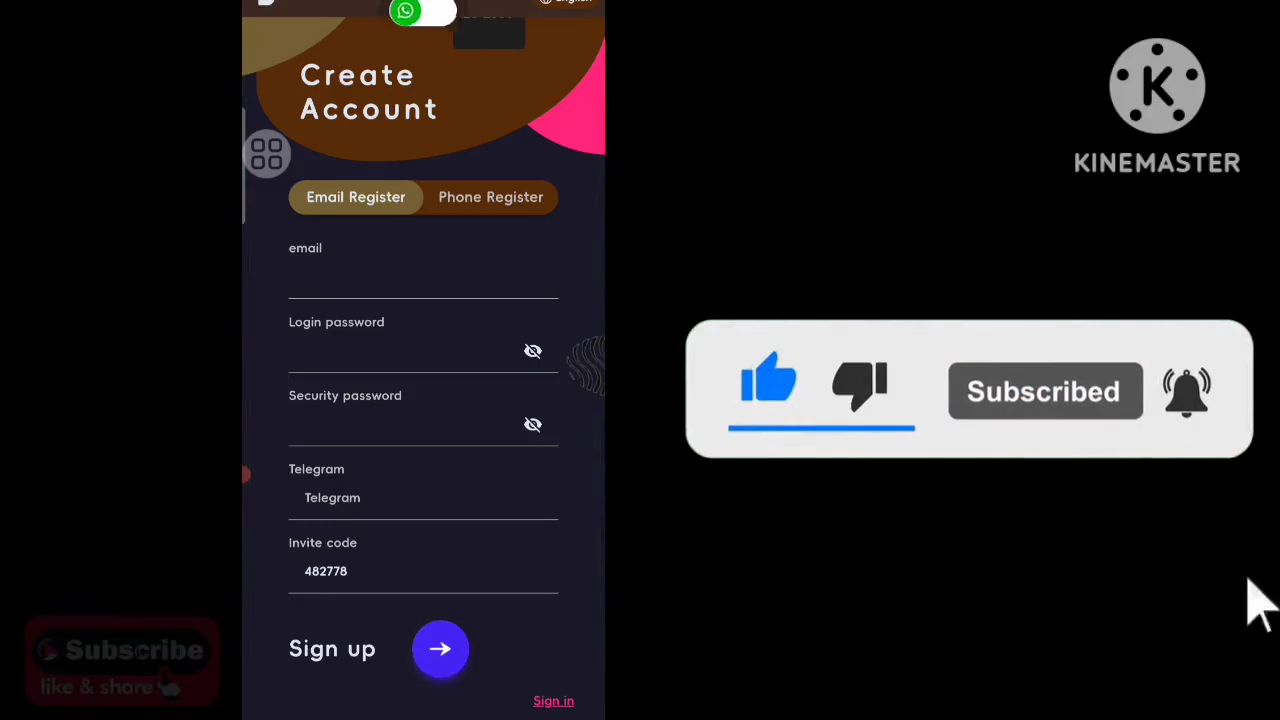 English
Create
Account
Email Register
Phone Register
email
Login password
Security password
Telegram
Telegram
Invite code
482778
Sign up
Sign in
K
KINEMASTER
Subscribed
Subscribe
like & share